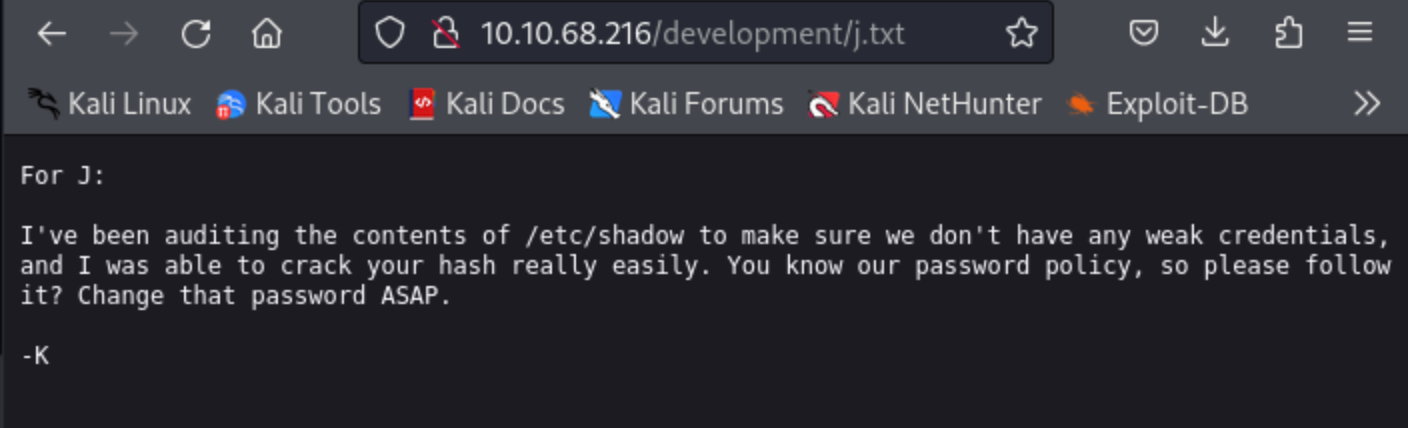 10.10.68.216/development/j.txt
Kali Linux Kali Tools Kali Docs Kali Forums Kali NetHunter Exploit-DB
For J:
I've been auditing the contents of /etc/shadow to make sure we don't have any weak credentials,
and I was able to crack your hash really easily. You know our password policy, so please follow
it? Change that password ASAP.
-K